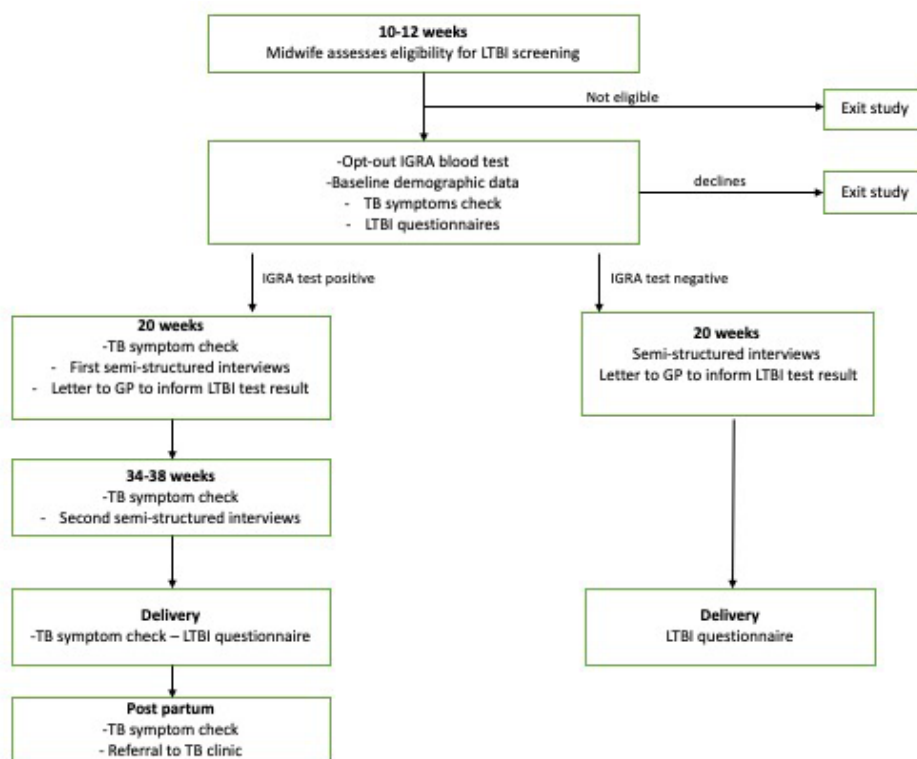 10-12 weeks
Midwife assesses eligibility for LTBI screening
Not eligible
Exit study
-Opt-out IGRA blood test
-Baseline demographic data
- TB symptoms check
- LTBI questionnaires
declines
Exit study
IGRA test positive
IGRA test negative
20 weeks
-TB symptom check
- First semi-structured interviews
- Letter to GP to inform LTBI test result
20 weeks
Semi-structured interviews
Letter to GP to inform LTBI test result
34-38 weeks
-TB symptom check
- Second semi-structured interviews
Delivery
-TB symptom check – LTBI questionnaire
Delivery
LTBI questionnaire
Post partum
-TB symptom check
- Referral to TB clinic